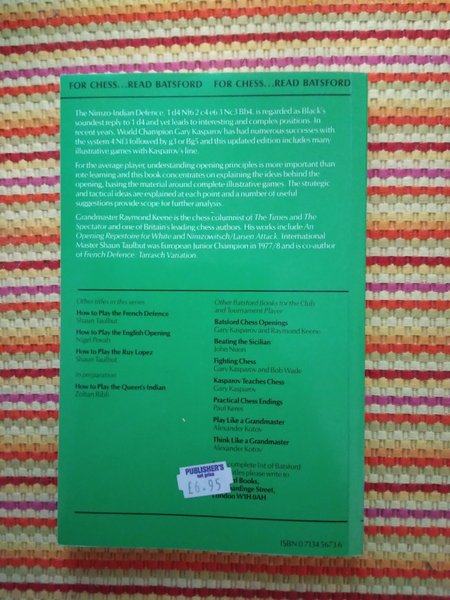 FOR CHESS...READ BATSFORD FOR CHESS...READ BATSFORD
The Nimzo-Indian Defence, 1 d4 Nf6 2 c4 e6 3 Nc3 Bb4, is regarded as Black's
soundest reply to 1 d4 and yet leads to interesting and complex positions. In
recent years, World Champion Gary Kasparov has had numerous successes with
the system 4 Nf3 followed by g3 or Bg5 and this updated edition includes many
illustrative games with Kasparov's line.
For the average player, understanding opening principles is more important than
rote learning and this book concentrates on explaining the ideas behind the
opening, basing the material around complete illustrative games. The strategic
and tactical ideas are explained at each point and a number of useful
suggestions provide scope for further analysis.
Grandmaster Raymond Keene is the chess columnist of The Times and The
Spectator and one of Britain's leading chess authors. His works include An
Opening Repertoire for White and Nimzowitsch/Larsen Attack. International
Master Shaun Taulbut was European Junior Champion in 1977/8 and is co-author
of French Defence: Tarrasch Variation.
Other titles in this series
How to Play the French Defence
Shaun Taulbut
How to Play the English Opening
Nigel Povah
How to Play the Ruy Lopez
Shaun Taulbut
In preparation
How to Play the Queen's Indian
Zoltan Ribli
Other Batsford Books for the Club
and Tournament Player
Batsford Chess Openings
Gary Kasparov and Raymond Keene
Beating the Sicilian
John Nunn
Fighting Chess
Gary Kasparov and Bob Wade
Kasparov Teaches Chess
Gary Kasparov
Practical Chess Endings
Paul Keres
Play Like a Grandmaster
Alexander Kotov
Think Like a Grandmaster
Alexander Kotov
complete list of Batsford
titles please write to
Books,
Hardinge Street,
London W1H 0AH
PUBLISHER'S
net price
£6.95
ISBN 0 7134 5673 6